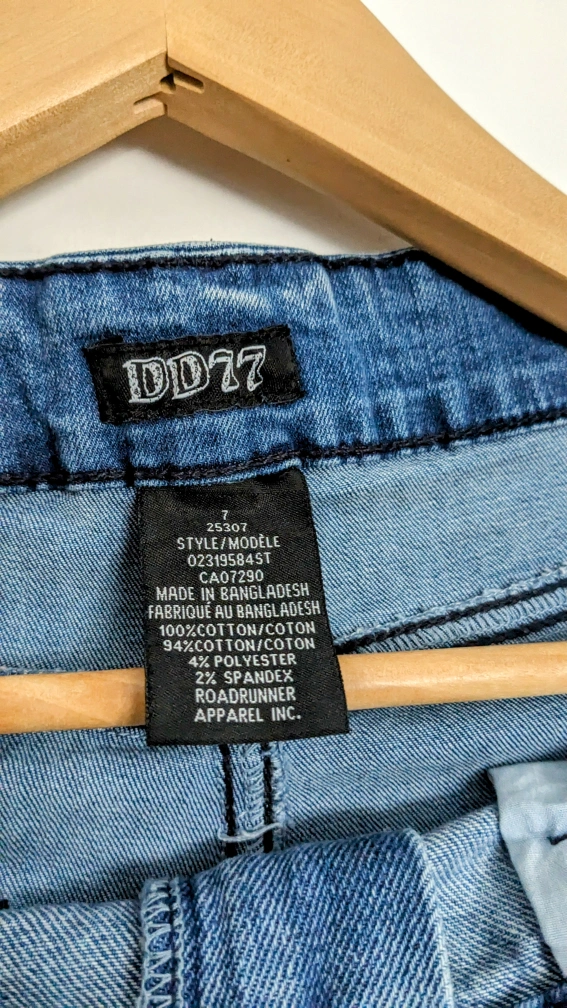 DD77
7
25307
STYLE/MODÈLE
02319584ST
CA07290
MADE IN BANGLADESH
FABRIQUÉ AU BANGLADESH
100%COTTON/COTON
94%COTTON/COTON
4% POLYESTER
2% SPANDEX
ROADRUNNER
APPAREL INC.